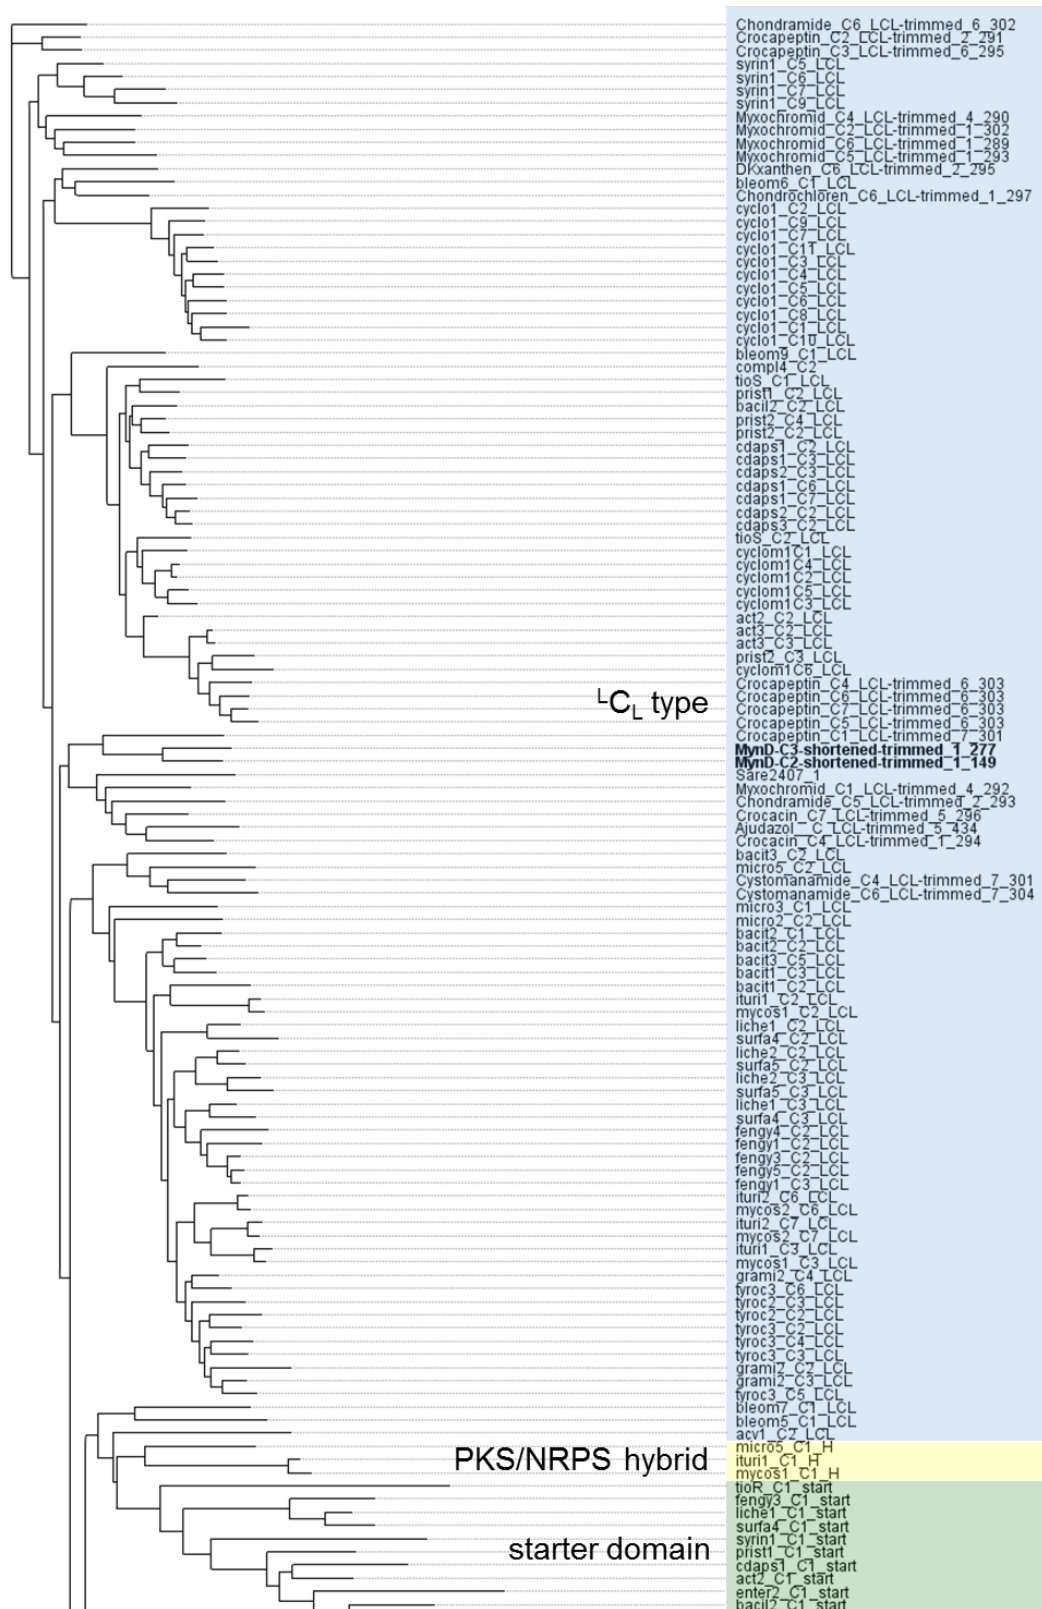 Chondramide_C6_LCL-trimmed_6_302
Crocapeptin_C2_LCL-trimmed_2_291
Crocapeptin_C3_LCL-trimmed_6_295
syrin1_C5_LCL
syrin1_C6_LCL
syrin1_C7_LCL
syrin1_C9_LCL
Myxochromid_C4_LCL-trimmed_4_290
Myxochromid_C2_LCL-trimmed_1_302
Myxochromid_C6_LCL-trimmed_1_289
Myxochromid_C5_LCL-trimmed_1_293
DKxanthen_C6_LCL-trimmed_2_295
bleom6_C1_LCL
Chondrochloren_C6_LCL-trimmed_1_297
cyclo1_C2_LCL
cyclo1_C9_LCL
cyclo1_C7_LCL
cyclo1_C11_LCL
cyclo1_C3_LCL
cyclo1_C4_LCL
cyclo1_C5_LCL
cyclo1_C6_LCL
cyclo1_C8_LCL
cyclo1_C1_LCL
cyclo1_C10_LCL
bleom9_C1_LCL
compl4_C2
tioS_C1_LCL
prist1_C2_LCL
bacil2_C2_LCL
prist2_C4_LCL
prist2_C2_LCL
cdaps1_C2_LCL
cdaps1_C3_LCL
cdaps2_C3_LCL
cdaps1_C6_LCL
cdaps1_C7_LCL
cdaps2_C2_LCL
cdaps3_C2_LCL
tioS_C2_LCL
cyclom1C1_LCL
cyclom1C4_LCL
cyclom1C2_LCL
cyclom1C5_LCL
cyclom1C3_LCL
act2_C2_LCL
act3_C2_LCL
act3_C3_LCL
prist2_C3_LCL
cyclom1C6_LCL
Crocapeptin_C4_LCL-trimmed_6_303
Crocapeptin_C6_LCL-trimmed_6_303
LCL type
Crocapeptin_C7_LCL-trimmed_6_303
Crocapeptin_C5_LCL-trimmed_6_303
Crocapeptin_C1_LCL-trimmed_7_301
MynD-C3-shortened-trimmed_1_277
MynD-C2-shortened-trimmed_1_149
Sare2407_1
Myxochromid_C1_LCL-trimmed_4_292
Chondramide_C5_LCL-trimmed_2_293
Crocacin_C7_LCL-trimmed_5_296
Ajudazol__C_LCL-trimmed_5_434
Crocacin_C4_LCL-trimmed_1_294
bacit3_C2_LCL
micro5_C2_LCL
Cystomanamide_C4_LCL-trimmed_7_301
Cystomanamide_C6_LCL-trimmed_7_304
micro3_C1_LCL
micro2_C2_LCL
bacit2_C1_LCL
bacit2_C2_LCL
bacit3_C5_LCL
bacit1_C3_LCL
bacit1_C2_LCL
ituri1_C2_LCL
mycos1_C2_LCL
liche1_C2_LCL
surfa4_C2_LCL
liche2_C2_LCL
surfa5_C2_LCL
liche2_C3_LCL
surfa5_C3_LCL
liche1_C3_LCL
surfa4_C3_LCL
fengy4_C2_LCL
fengy1_C2_LCL
fengy3_C2_LCL
fengy5_C2_LCL
fengy1_C3_LCL
ituri2_C6_LCL
mycos2_C6_LCL
ituri2_C7_LCL
mycos2_C7_LCL
ituri1_C3_LCL
mycos1_C3_LCL
grami2_C4_LCL
tyroc3_C6_LCL
tyroc2_C3_LCL
tyroc2_C2_LCL
tyroc3_C2_LCL
tyroc3_C4_LCL
tyroc3_C3_LCL
grami2_C2_LCL
grami2_C3_LCL
tyroc3_C5_LCL
bleom7_C1_LCL
bleom5_C1_LCL
acv1_C2_LCL
micro5_C1_H
PKS/NRPS hybrid
ituri1_C1_H
mycos1_C1_H
tioR_C1_start
fengy3_C1_start
liche1_C1_start
surfa4_C1_start
syrin1_C1_start
starter domain
prist1_C1_start
cdaps1_C1_start
act2_C1_start
enter2_C1_start
bacil2_C1_start